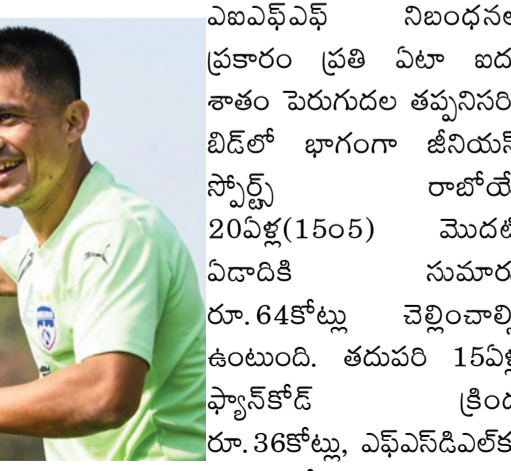 ఎఐఎఫ్ఎఫ్ నిబంధనల
ప్రకారం ప్రతి ఏటా ఐదు
శాతం పెరుగుదల తప్పనిసరి
బిడ్‌లో భాగంగా జీనియస్
స్పోర్ట్స్ రాబోయే
20ఏళ్ల(15ం5) మొదటి
ఏడాదికి సుమారు
రూ.64కోట్లు చెల్లించాల్సి
ఉంటుంది. తదుపరి 15ఏళ్ల
ఫ్యాన్‌కోడ్ క్రింద
రూ.36కోట్లు, ఎఫ్ఎస్‌డిఎల్‌కు